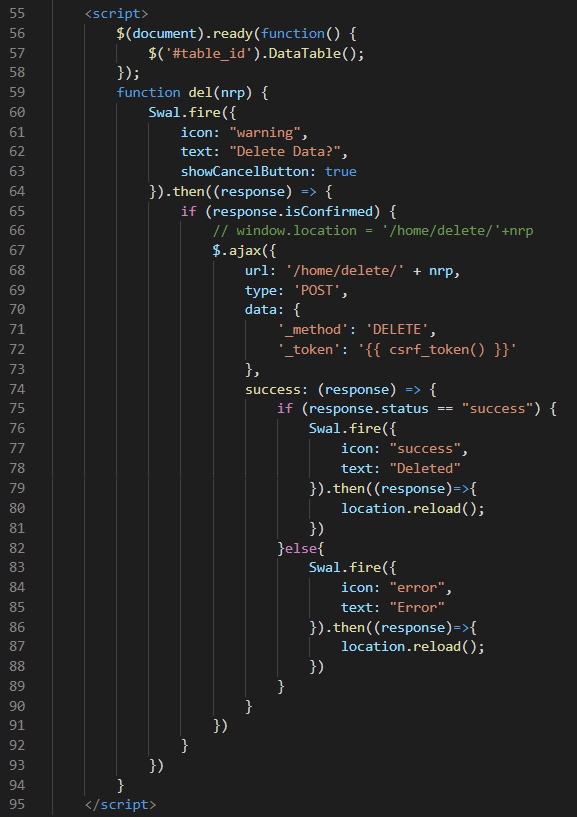 55 <script>
56 $(document).ready(function() {
57 $('#table_id').DataTable();
58 });
59 function del(nrp) {
60 Swal.fire({
61 icon: "warning",
62 text: "Delete Data?",
63 showCancelButton: true
64 }).then((response) => {
65 if (response.isConfirmed) {
66 // window.location = '/home/delete/'+nrp
67 $.ajax({
68 url: '/home/delete/' + nrp,
69 type: 'POST',
70 data: {
71 '_method': 'DELETE',
72 '_token': '{{ csrf_token() }}'
73 },
74 success: (response) => {
75 if (response.status == "success") {
76 Swal.fire({
77 icon: "success",
78 text: "Deleted"
79 }).then((response)=>{
80 location.reload();
81 })
82 }else{
83 Swal.fire({
84 icon: "error",
85 text: "Error"
86 }).then((response)=>{
87 location.reload();
88 })
89 }
90 }
91 })
92 }
93 })
94 }
95 </script>